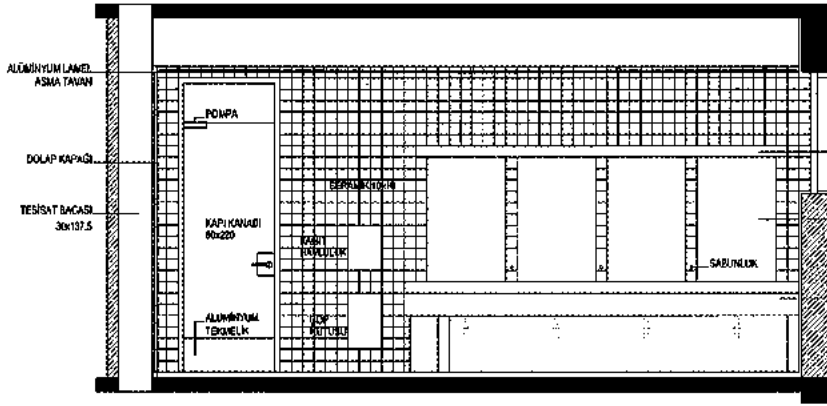 ALÜMİNYUM LAMEL
ASMA TAVAN
POMPA
DOLAP KAPAĞI
SERAMİK 10x10
TESİSAT BACASI
30x137.5
KAPI KANADI
80x220
KAĞIT
HAVLULUK
SABUNLUK
ALUMİNYUM
TEKMELİK
ÇÖP
KUTUSU